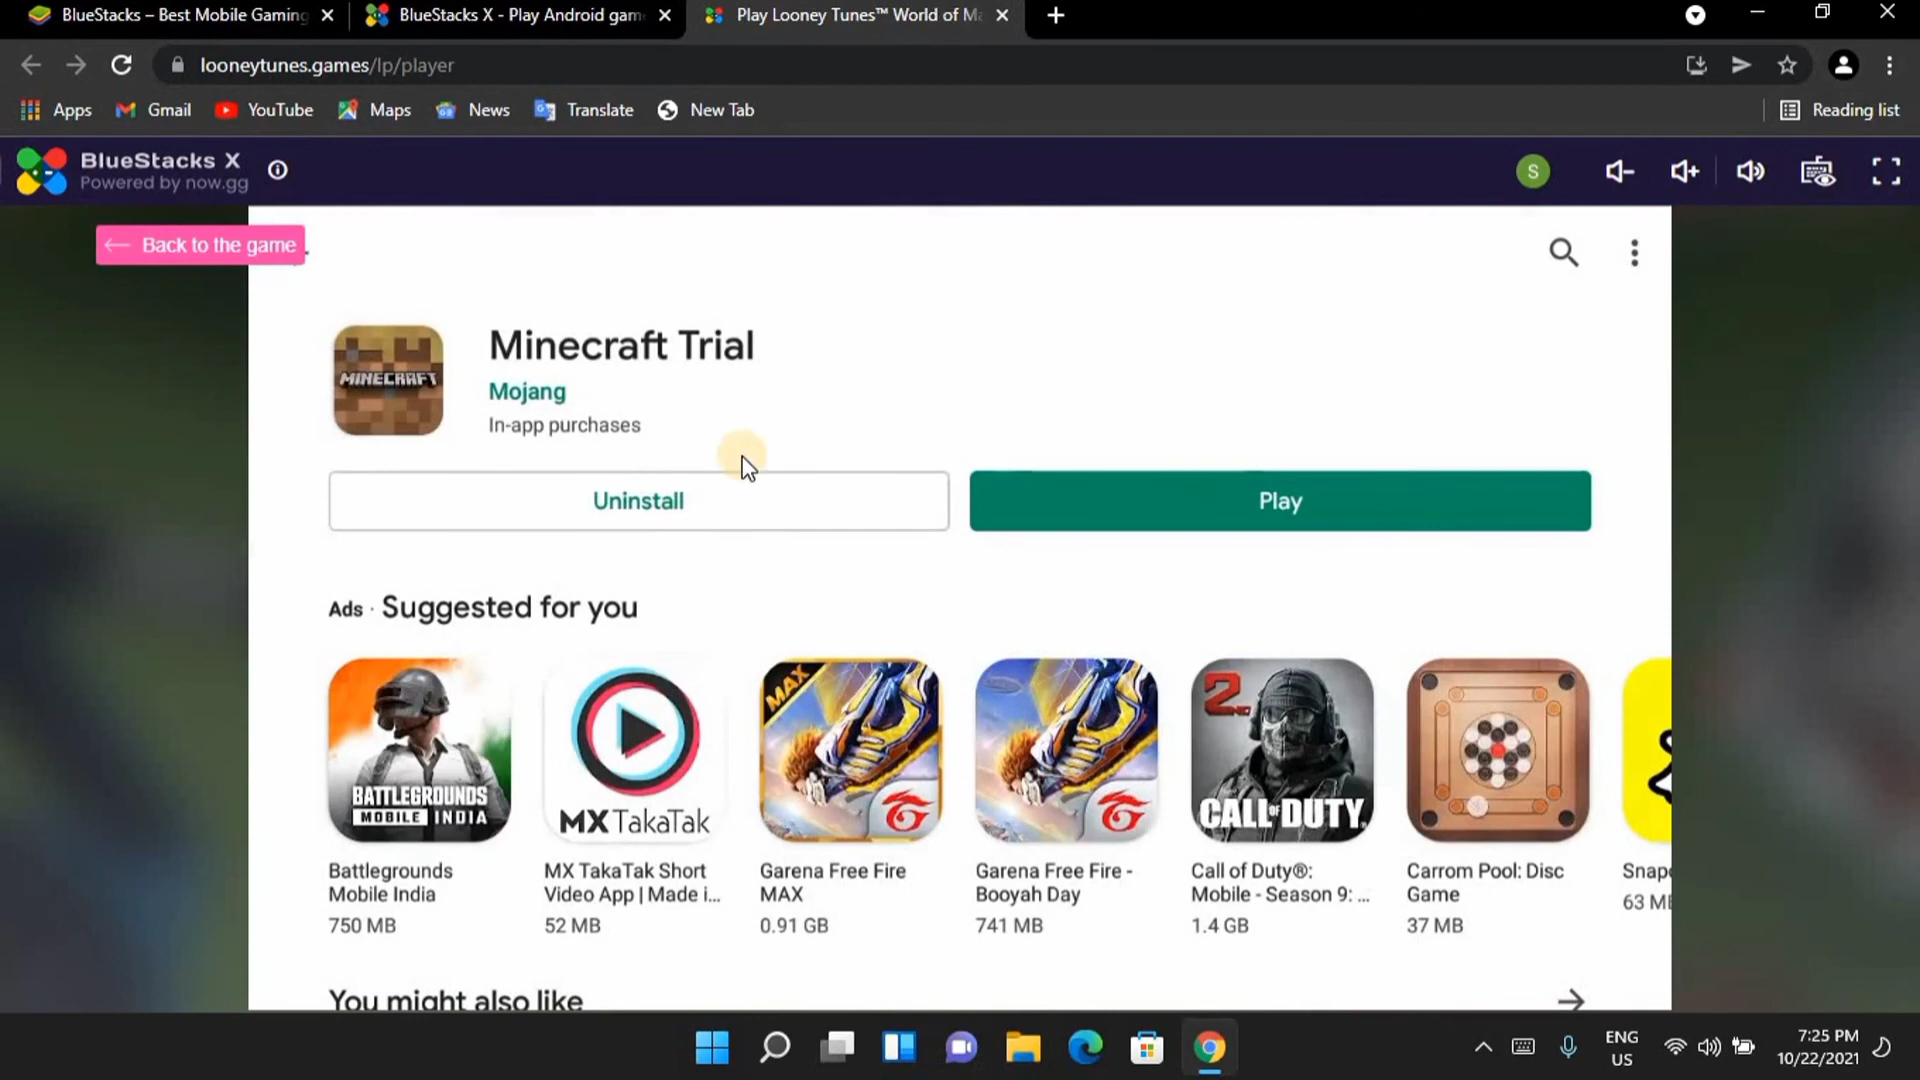 BlueStacks – Best Mobile Gaming
BlueStacks X - Play Android gam
Play Looney Tunes™ World of Ma
looneytunes.games/lp/player
Apps
Gmail
YouTube
Maps
News
Translate
New Tab
Reading list
BlueStacks X
Powered by now.gg
S
Back to the game
Minecraft Trial
MINECRAFT
Mojang
In-app purchases
Uninstall
Play
Ads · Suggested for you
BATTLEGROUNDS
MOBILE INDIA
MX TakaTak
MAX
2ND
CALL OF DUTY
Battlegrounds
Mobile India
750 MB
MX TakaTak Short
Video App | Made i...
52 MB
Garena Free Fire
MAX
0.91 GB
Garena Free Fire -
Booyah Day
741 MB
Call of Duty®:
Mobile - Season 9: ...
1.4 GB
Carrom Pool: Disc
Game
37 MB
Snapc
63 MB
You might also like
ENG
US
7:25 PM
10/22/2021